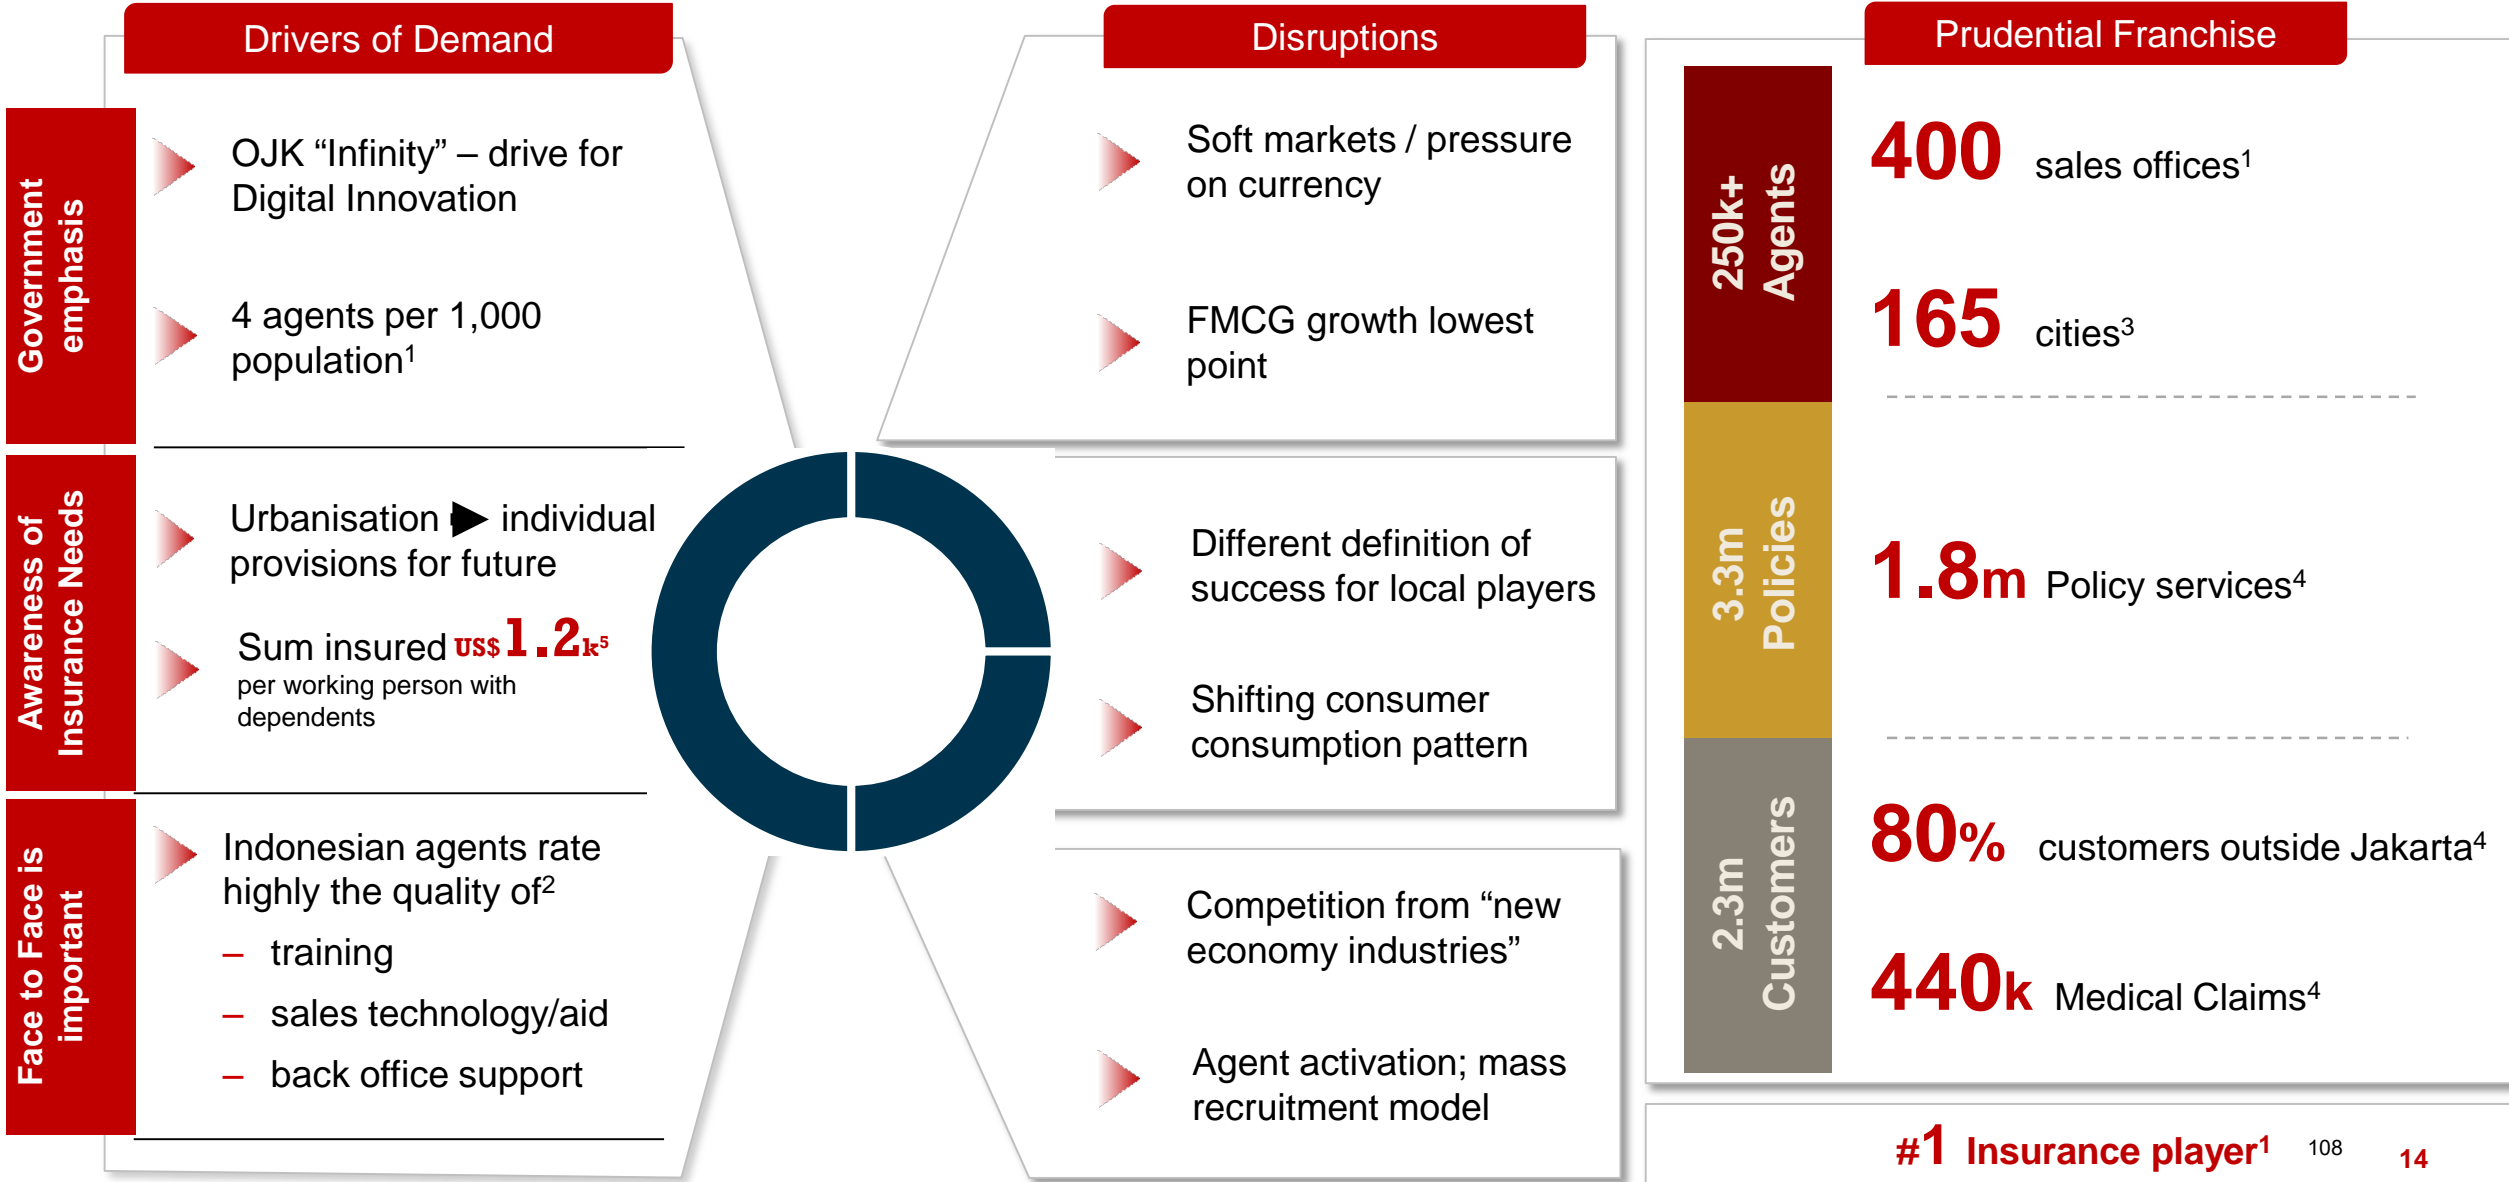 Drivers of Demand
Government
emphasis
OJK “Infinity” – drive for
Digital Innovation
4 agents per 1,000
population¹
Awareness of
Insurance Needs
Urbanisation ► individual
provisions for future
Sum insured US$1.2k⁵
per working person with
dependents
Face to Face is
important
Indonesian agents rate
highly the quality of²
– training
– sales technology/aid
– back office support
Disruptions
Soft markets / pressure
on currency
FMCG growth lowest
point
Different definition of
success for local players
Shifting consumer
consumption pattern
Competition from “new
economy industries”
Agent activation; mass
recruitment model
Prudential Franchise
250k+
Agents
400 sales offices¹
165 cities³
3.3m
Policies
1.8m Policy services⁴
2.3m
Customers
80% customers outside Jakarta⁴
440k Medical Claims⁴
#1 Insurance player¹
108
14